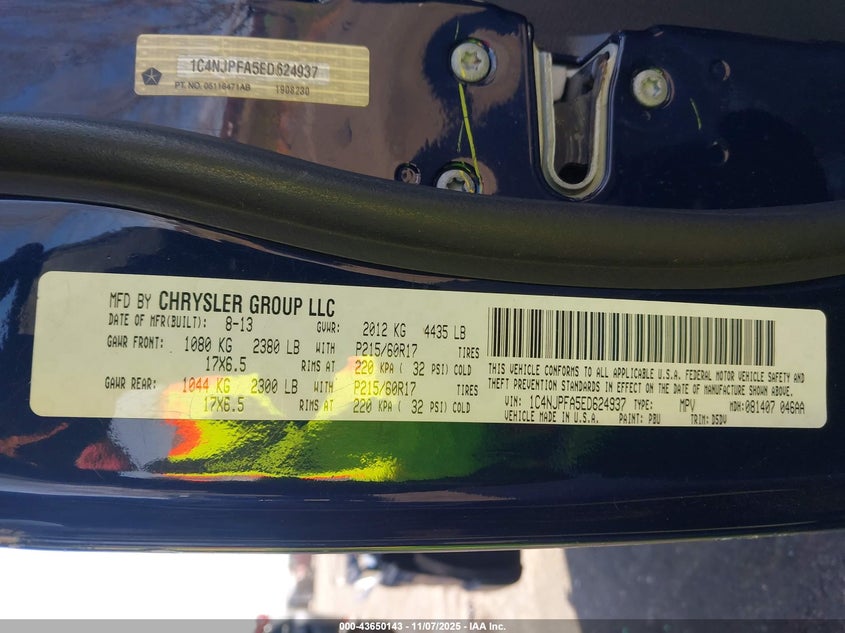 1C4NJPFA5ED624937
PT. NO. 05116471AB 1908230
MFD BY CHRYSLER GROUP LLC
DATE OF MFR(BUILT): 8-13 GVWR: 2012 KG 4435 LB
GAWR FRONT: 1080 KG 2380 LB WITH P215/60R17 TIRES
17X6.5 RIMS AT 220 KPA ( 32 PSI) COLD
GAWR REAR: 1044 KG 2300 LB WITH P215/60R17 TIRES
17X6.5 RIMS AT 220 KPA ( 32 PSI) COLD
THIS VEHICLE CONFORMS TO ALL APPLICABLE U.S.A. FEDERAL MOTOR VEHICLE SAFETY AND
THEFT PREVENTION STANDARDS IN EFFECT ON THE DATE OF MANUFACTURE SHOWN ABOVE.
VIN: 1C4NJPFA5ED624937 TYPE: MPV MDH: 081407 046AA
VEHICLE MADE IN U.S.A. PAINT: PBU TRIM: DSDV
000-43650143 — 11/07/2025 — IAA Inc.